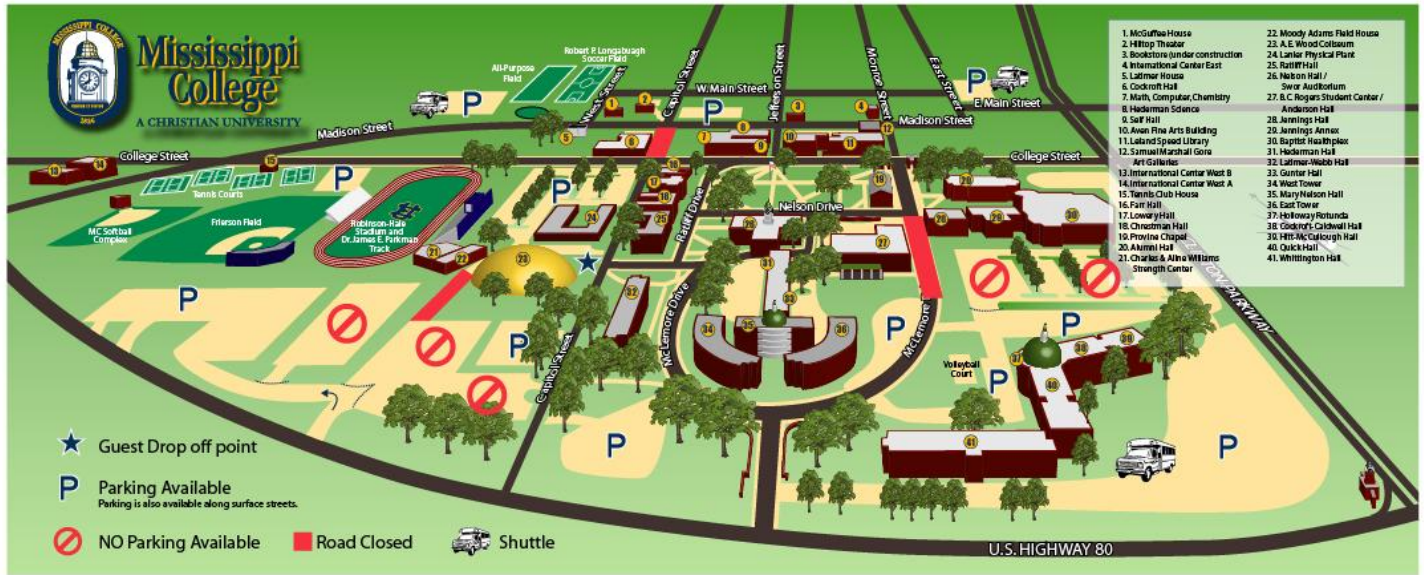 MISSISSIPPI COLLEGE
1826
Mississippi
College
A CHRISTIAN UNIVERSITY
Robert P. Longabaugh
Soccer Field
All-Purpose
Field
West Street
Capitol Street
Jefferson Street
Monroe Street
East Street
W. Main Street
E. Main Street
Madison Street
Madison Street
College Street
College Street
Tennis Courts
MC Softball
Complex
Frierson Field
Robinson-Hale
Stadium and
Dr. James E. Parkman
Track
Ratliff Drive
Nelson Drive
McLemore Drive
McLemore
Capitol Street
Volleyball
Court
PARKWAY
U.S. HIGHWAY 80
1. McGuffee House
2. Hilltop Theater
3. Bookstore (under construction
4. International Center East
5. Latimer House
6. Cockroft Hall
7. Math, Computer, Chemistry
8. Hederman Science
9. Self Hall
10. Aven Fine Arts Building
11. Leland Speed Library
12. Samuel Marshall Gore
Art Galleries
13. International Center West B
14. International Center West A
15. Tennis Club House
16. Farr Hall
17. Lowery Hall
18. Chrestman Hall
19. Provine Chapel
20. Alumni Hall
21. Charles & Aline Williams
Strength Center
22. Moody Adams Field House
23. A.E. Wood Coliseum
24. Lanier Physical Plant
25. Ratliff Hall
26. Nelson Hall /
Swor Auditorium
27. B.C. Rogers Student Center /
Anderson Hall
28. Jennings Hall
29. Jennings Annex
30. Baptist Healthplex
31. Hederman Hall
32. Latimer-Webb Hall
33. Gunter Hall
34. West Tower
35. Mary Nelson Hall
36. East Tower
37. Holloway Rotunda
38. Cockroft-Caldwell Hall
39. Hitt-McCullough Hall
40. Quick Hall
41. Whittington Hall
Guest Drop off point
P Parking Available
Parking is also available along surface streets.
NO Parking Available
Road Closed
Shuttle